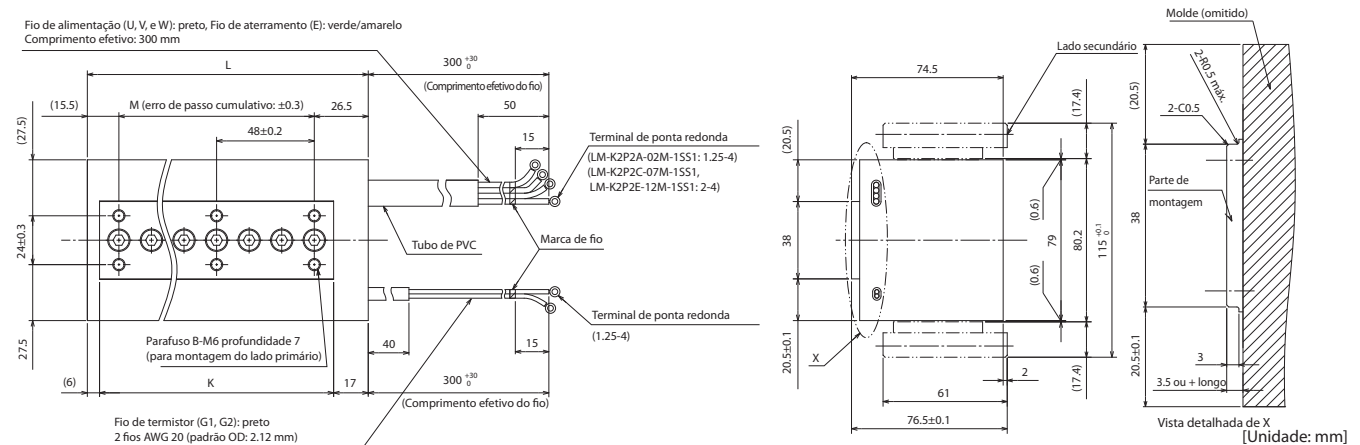 Fio de alimentação (U, V, e W): preto, Fio de aterramento (E): verde/amarelo
Comprimento efetivo: 300 mm
L
300 +30 0
(Comprimento efetivo do fio)
(15.5)
M (erro de passo cumulativo: ±0.3)
26.5
50
48±0.2
15
(27.5)
24±0.3
27.5
Terminal de ponta redonda
(LM-K2P2A-02M-1SS1: 1.25-4)
(LM-K2P2C-07M-1SS1,
LM-K2P2E-12M-1SS1: 2-4)
Tubo de PVC
Marca de fio
Terminal de ponta redonda
(1.25-4)
Parafuso B-M6 profundidade 7
(para montagem do lado primário)
40
15
(6)
K
17
300 +30 0
(Comprimento efetivo do fio)
Fio de termistor (G1, G2): preto
2 fios AWG 20 (padrão OD: 2.12 mm)
Lado secundário
74.5
(20.5)
38
20.5±0.1
(17.4)
(0.6)
79
80.2
115 +0.1 0
(0.6)
(17.4)
X
2
61
76.5±0.1
Molde (omitido)
2-R0.5 máx.
2-C0.5
(20.5)
Parte de
montagem
38
20.5±0.1
3
3.5 ou + longo
Vista detalhada de X
[Unidade: mm]